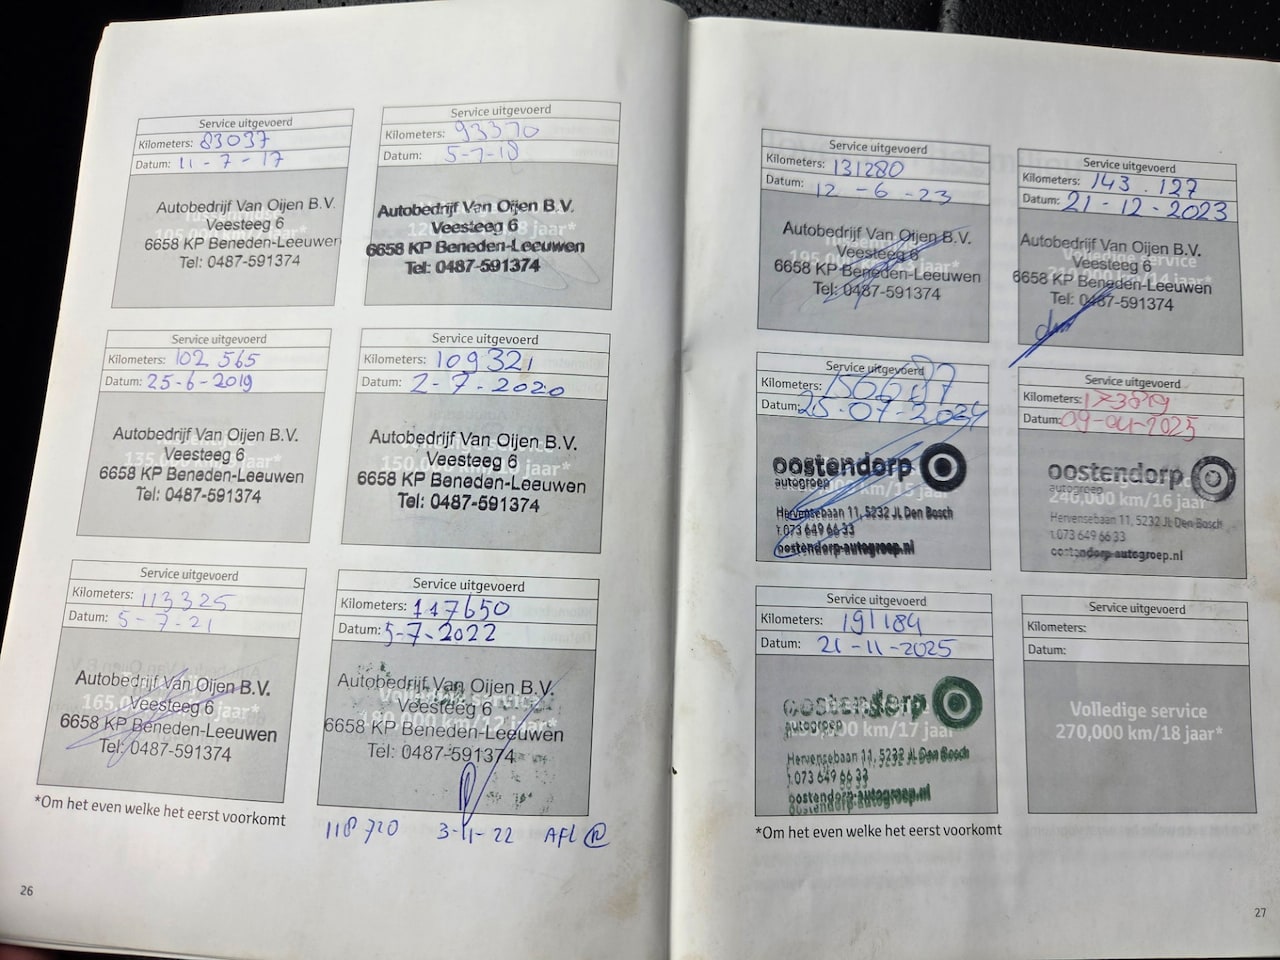 Service uitgevoerd
Kilometers: 83037
Datum: 11-7-17
Autobedrijf Van Oijen B.V.
Veesteeg 6
6658 KP Beneden-Leeuwen
Tel: 0487-591374
Service uitgevoerd
Kilometers: 93370
Datum: 5-7-18
Autobedrijf Van Oijen B.V.
Veesteeg 6
6658 KP Beneden-Leeuwen
Tel: 0487-591374
Service uitgevoerd
Kilometers: 102 565
Datum: 25-6-2019
Autobedrijf Van Oijen B.V.
Veesteeg 6
6658 KP Beneden-Leeuwen
Tel: 0487-591374
Service uitgevoerd
Kilometers: 109321
Datum: 2-7-2020
Autobedrijf Van Oijen B.V.
Veesteeg 6
6658 KP Beneden-Leeuwen
Tel: 0487-591374
Service uitgevoerd
Kilometers: 113325
Datum: 5-7-21
Autobedrijf Van Oijen B.V.
Veesteeg 6
6658 KP Beneden-Leeuwen
Tel: 0487-591374
Service uitgevoerd
Kilometers: 117650
Datum: 5-7-2022
Autobedrijf Van Oijen B.V.
Volledige service
Veesteeg 6
6658 KP Beneden-Leeuwen
Tel: 0487-591374
*Om het even welke het eerst voorkomt
118720 3-11-22 AFL
26
Service uitgevoerd
Kilometers: 131280
Datum: 12-6-23
Autobedrijf Van Oijen B.V.
Veesteeg 6
6658 KP Beneden-Leeuwen
Tel: 0487-591374
Service uitgevoerd
Kilometers: 143.127
Datum: 21-12-2023
Autobedrijf Van Oijen B.V.
Veesteeg 6
6658 KP Beneden-Leeuwen
Tel: 0487-591374
Service uitgevoerd
Kilometers:
Datum: 25-07-2024
oostendorp
autogroep
Hervensebaan 11, 5232 JL Den Bosch
t.073 649 66 33
oostendorp-autogroep.nl
Service uitgevoerd
Kilometers:
Datum: 09-04-2025
oostendorp
autogroep
240,000 km/16 jaar*
Hervensebaan 11, 5232 JL Den Bosch
t.073 649 66 33
oostendorp-autogroep.nl
Service uitgevoerd
Kilometers: 191184
Datum: 21-11-2025
oostendorp
autogroep
Hervensebaan 11, 5232 JL Den Bosch
t.073 649 66 33
oostendorp-autogroep.nl
Service uitgevoerd
Kilometers:
Datum:
Volledige service
270,000 km/18 jaar*
*Om het even welke het eerst voorkomt
27